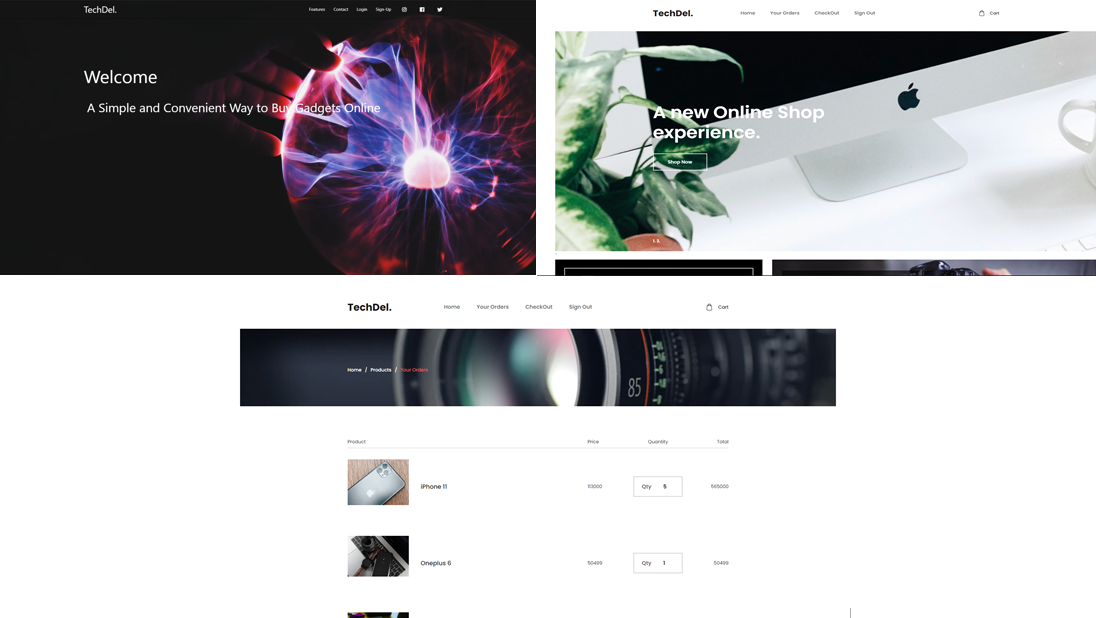 TechDel.
Features Contact Login Sign-Up
Welcome
A Simple and Convenient Way to Buy Gadgets Online
TechDel.
Home Your Orders CheckOut Sign Out Cart
A new Online Shop
experience.
Shop Now
1. 2.
TechDel.
Home Your Orders CheckOut Sign Out Cart
Home / Products / Your Orders
85
Product Price Quantity Total
iPhone 11 113000 Qty 5 565000
Oneplus 6 50499 Qty 1 50499